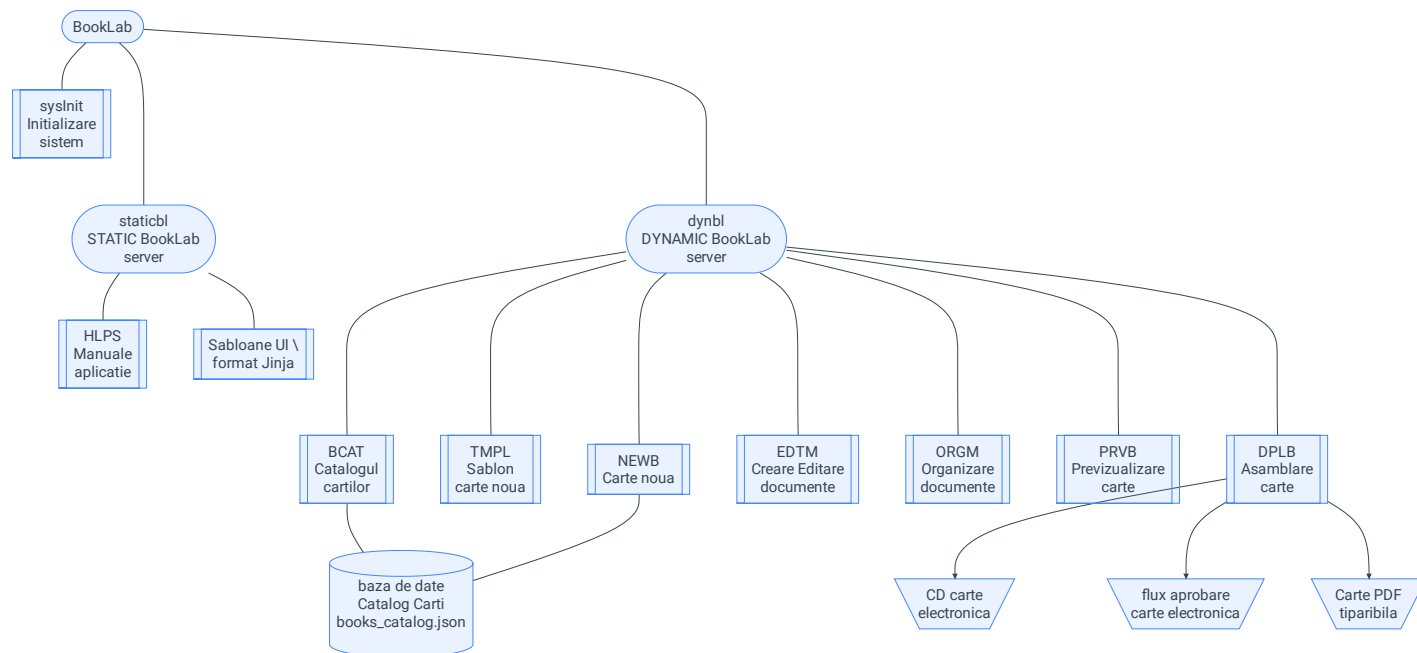 BookLab
sysInit
Initializare
sistem
staticbl
STATIC BookLab
server
dynbl
DYNAMIC BookLab
server
HLPS
Manuale
aplicatie
Sabloane UI \
format Jinja
BCAT
Catalogul
cartilor
TMPL
Sablon
carte noua
NEWB
Carte noua
EDTM
Creare Editare
documente
ORGM
Organizare
documente
PRVB
Previzualizare
carte
DPLB
Asamblare
carte
baza de date
Catalog Carti
books_catalog.json
CD carte
electronica
flux aprobare
carte electronica
Carte PDF
tiparibila